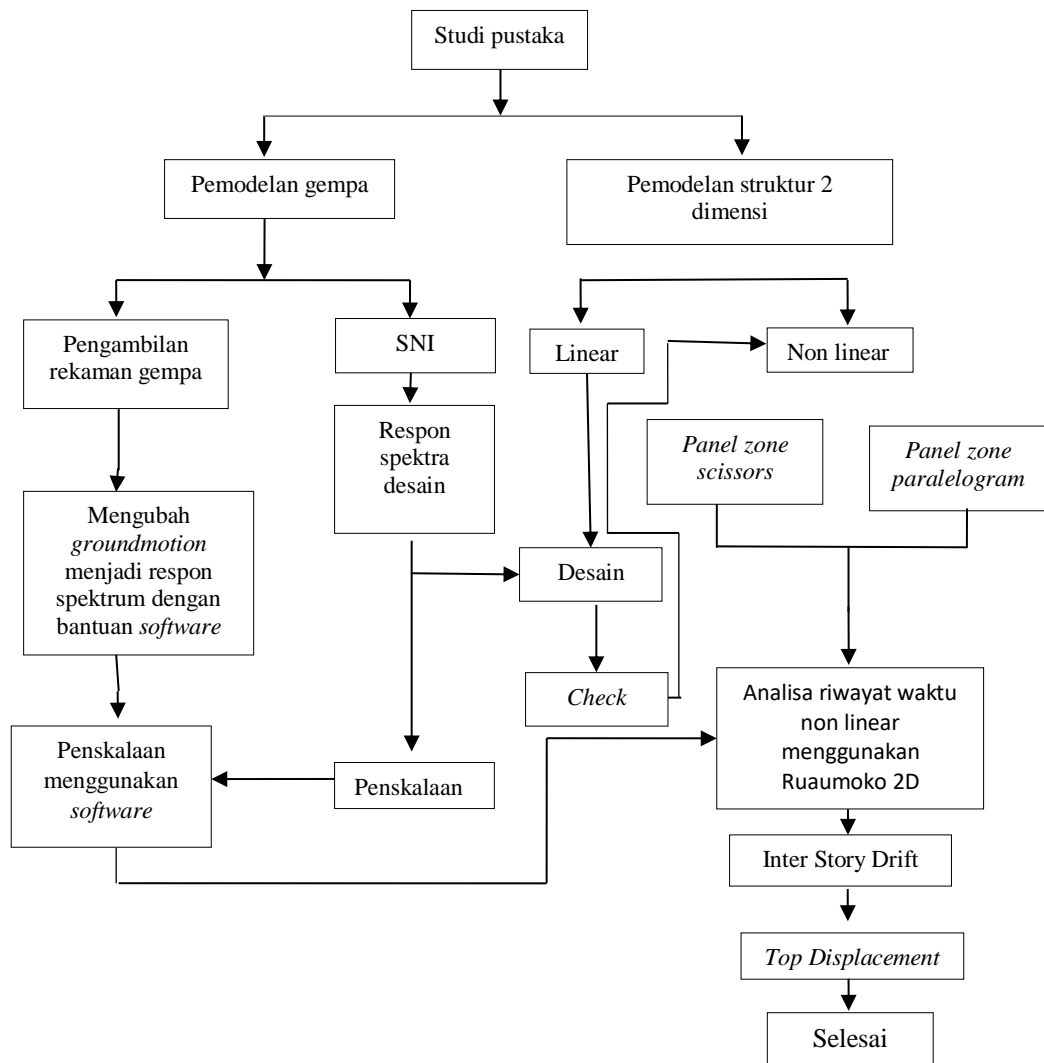 Studi pustaka
Pemodelan gempa
Pemodelan struktur 2
dimensi
Pengambilan
rekaman gempa
SNI
Linear
Non linear
Respon
spektra
desain
Panel zone
scissors
Panel zone
paralelogram
Mengubah
groundmotion
menjadi respon
spektrum dengan
bantuan software
Desain
Check
Analisa riwayat waktu
non linear
menggunakan
Ruaumoko 2D
Penskalaan
menggunakan
software
Penskalaan
Inter Story Drift
Top Displacement
Selesai